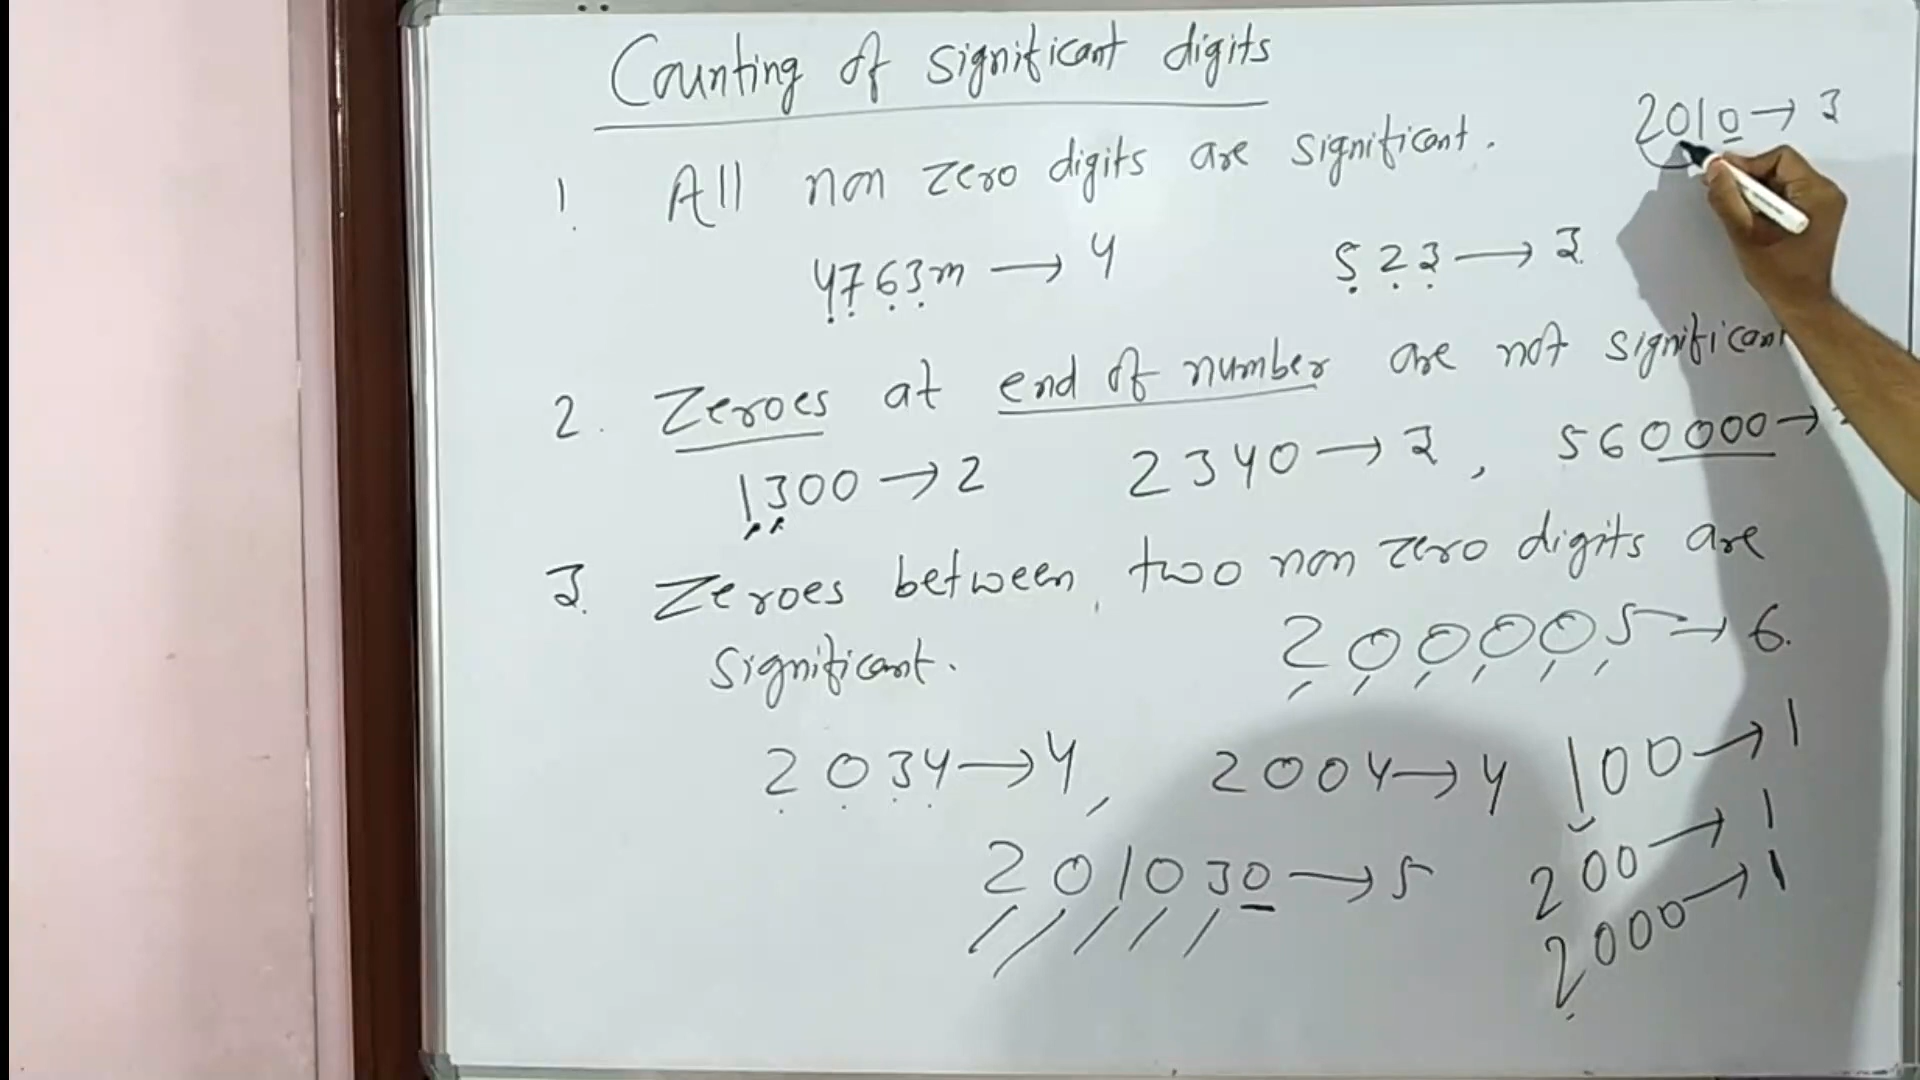 Counting of significant digits
2010 → 3
1. All non zero digits are significant.
4763m → 4
523 → 3
2. Zeroes at end of number are not significant
1300 → 2
2340 → 3 , 560000 →
3. Zeroes between two non zero digits are
significant.
200005 → 6.
2034 → 4 ,
2004 → 4
100 → 1
201030 → 5
200 → 1
2000 → 1